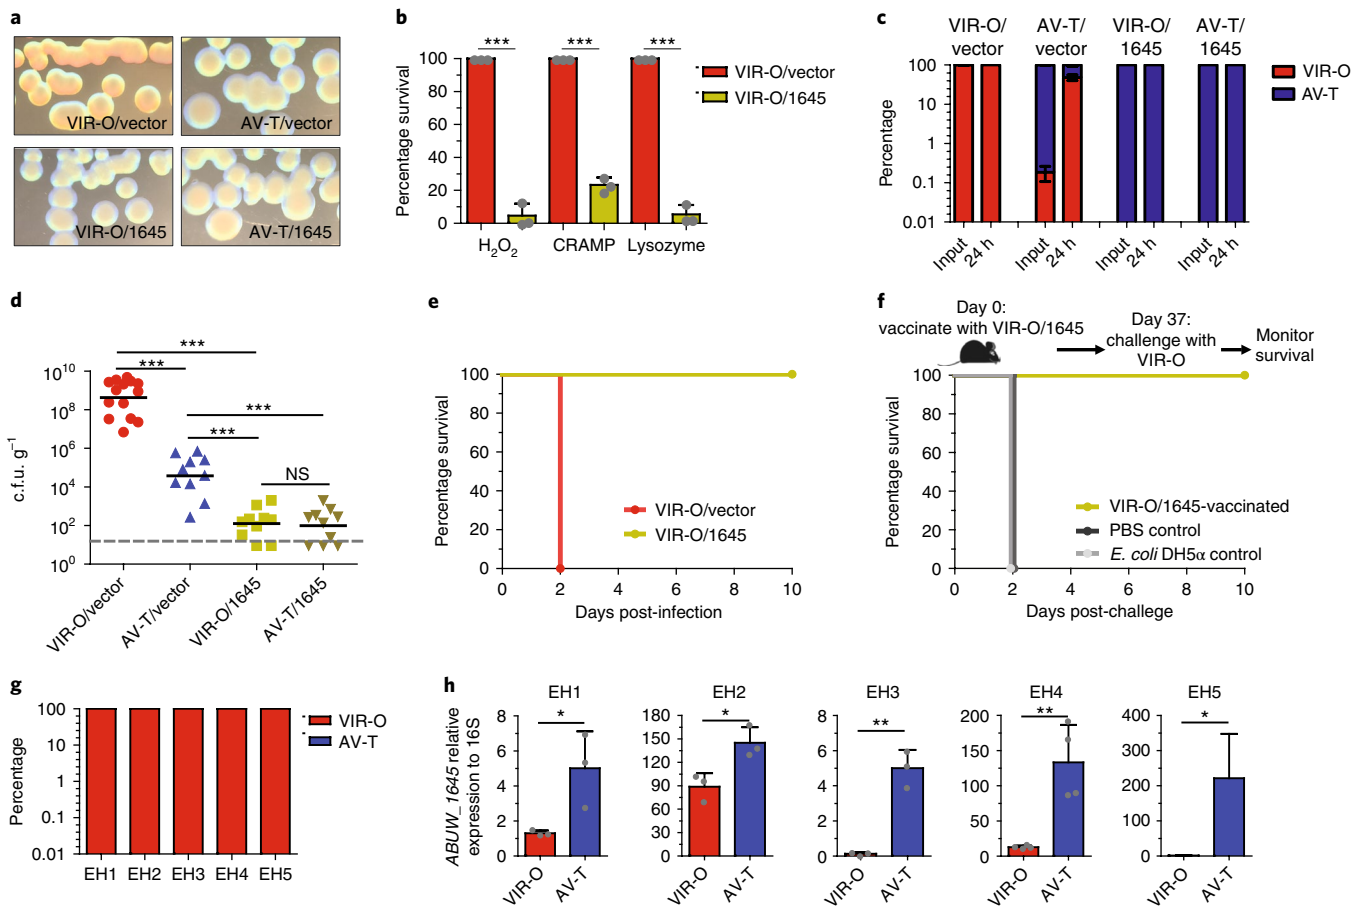 a
VIR-O/vector
AV-T/vector
VIR-O/1645
AV-T/1645
b
*** *** ***
100
80
60
40
20
0
Percentage survival
H2O2 CRAMP Lysozyme
VIR-O/vector
VIR-O/1645
c
VIR-O/ AV-T/ VIR-O/ AV-T/
vector vector 1645 1645
100
10
1
0.1
0.01
Percentage
Input 24 h Input 24 h Input 24 h Input 24 h
VIR-O
AV-T
d
***
***
***
***
NS
10^10
10^8
10^6
10^4
10^2
10^0
c.f.u. g−1
VIR-O/vector
AV-T/vector
VIR-O/1645
AV-T/1645
e
100
80
60
40
20
0
Percentage survival
VIR-O/vector
VIR-O/1645
0 2 4 6 8 10
Days post-infection
f
Day 0:
vaccinate with VIR-O/1645
Day 37:
challenge with
VIR-O
Monitor
survival
100
80
60
40
20
0
Percentage survival
VIR-O/1645-vaccinated
PBS control
E. coli DH5α control
0 2 4 6 8 10
Days post-challege
g
100
10
1
0.1
0.01
Percentage
EH1 EH2 EH3 EH4 EH5
VIR-O
AV-T
h
ABUW_1645 relative
expression to 16S
EH1
*
8
6
4
2
0
VIR-O AV-T
EH2
*
180
150
120
90
60
30
0
VIR-O AV-T
EH3
**
8
6
4
2
0
VIR-O AV-T
EH4
**
200
150
100
50
0
VIR-O AV-T
EH5
*
400
300
200
100
0
VIR-O AV-T